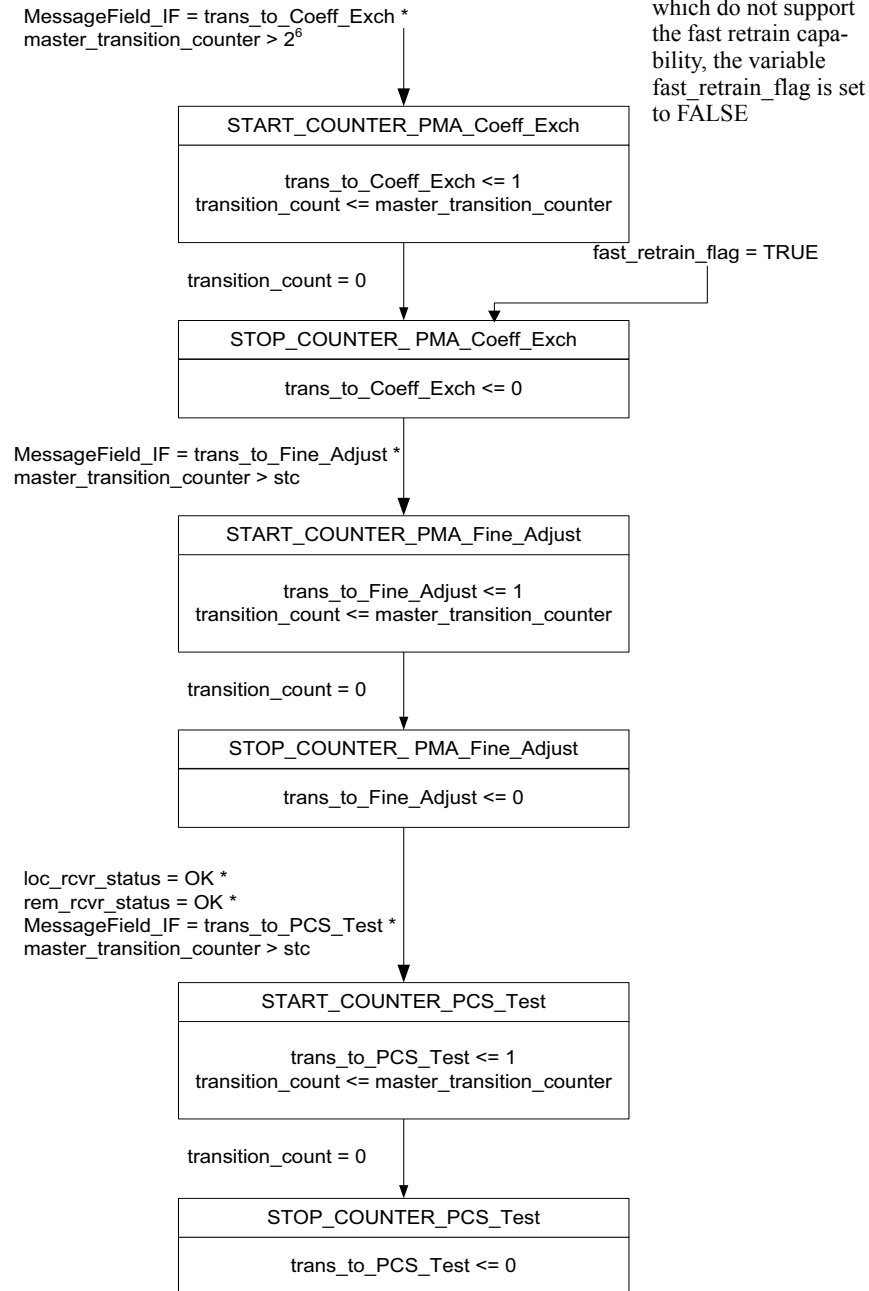 MessageField_IF = trans_to_Coeff_Exch *
master_transition_counter > 2⁶
which do not support
the fast retrain capa-
bility, the variable
fast_retrain_flag is set
to FALSE
START_COUNTER_PMA_Coeff_Exch
trans_to_Coeff_Exch <= 1
transition_count <= master_transition_counter
fast_retrain_flag = TRUE
transition_count = 0
STOP_COUNTER_ PMA_Coeff_Exch
trans_to_Coeff_Exch <= 0
MessageField_IF = trans_to_Fine_Adjust *
master_transition_counter > stc
START_COUNTER_PMA_Fine_Adjust
trans_to_Fine_Adjust <= 1
transition_count <= master_transition_counter
transition_count = 0
STOP_COUNTER_ PMA_Fine_Adjust
trans_to_Fine_Adjust <= 0
loc_rcvr_status = OK *
rem_rcvr_status = OK *
MessageField_IF = trans_to_PCS_Test *
master_transition_counter > stc
START_COUNTER_PCS_Test
trans_to_PCS_Test <= 1
transition_count <= master_transition_counter
transition_count = 0
STOP_COUNTER_PCS_Test
trans_to_PCS_Test <= 0